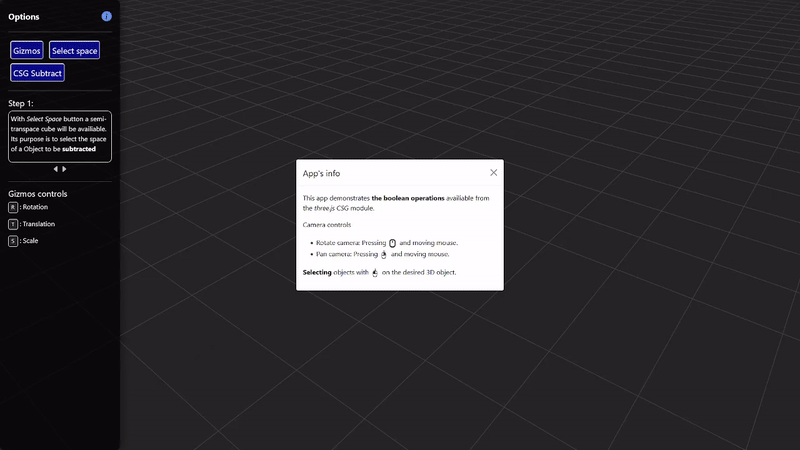 Options
i
Gizmos
Select space
CSG Subtract
Step 1:
With Select Space button a semi-
transpace cube will be availiable.
Its purpose is to select the space
of a Object to be subtracted
Gizmos controls
R : Rotation
T : Translation
S : Scale
App's info
This app demonstrates the boolean operations availiable from
the three.js CSG module.
Camera controls
Rotate camera: Pressing and moving mouse.
Pan camera: Pressing and moving mouse.
Selecting objects with on the desired 3D object.